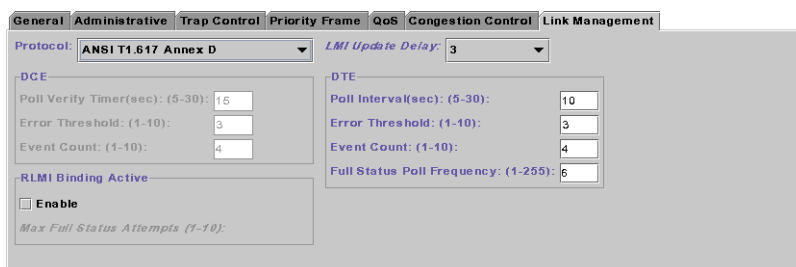 General Administrative Trap Control Priority Frame QoS Congestion Control Link Management
Protocol: ANSI T1.617 Annex D LMI Update Delay: 3
DCE
Poll Verify Timer(sec): (5-30): 15
Error Threshold: (1-10): 3
Event Count: (1-10): 4
DTE
Poll Interval(sec): (5-30): 10
Error Threshold: (1-10): 3
Event Count: (1-10): 4
Full Status Poll Frequency: (1-255): 6
RLMI Binding Active
Enable
Max Full Status Attempts (1-10):